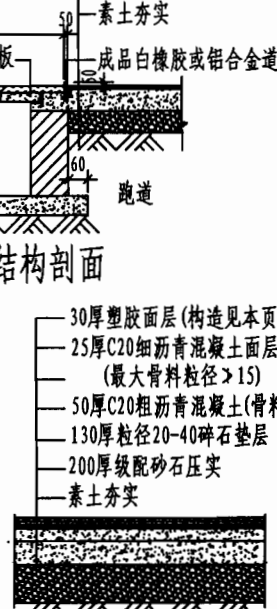 50
素土夯实
板
成品白橡胶或铝合金道
50
60
跑道
结构剖面
30厚塑胶面层(构造见本页
25厚C20细沥青混凝土面层
(最大骨料粒径≯15)
50厚C20粗沥青混凝土(骨料
130厚粒径20-40碎石垫层
200厚级配砂石压实
素土夯实